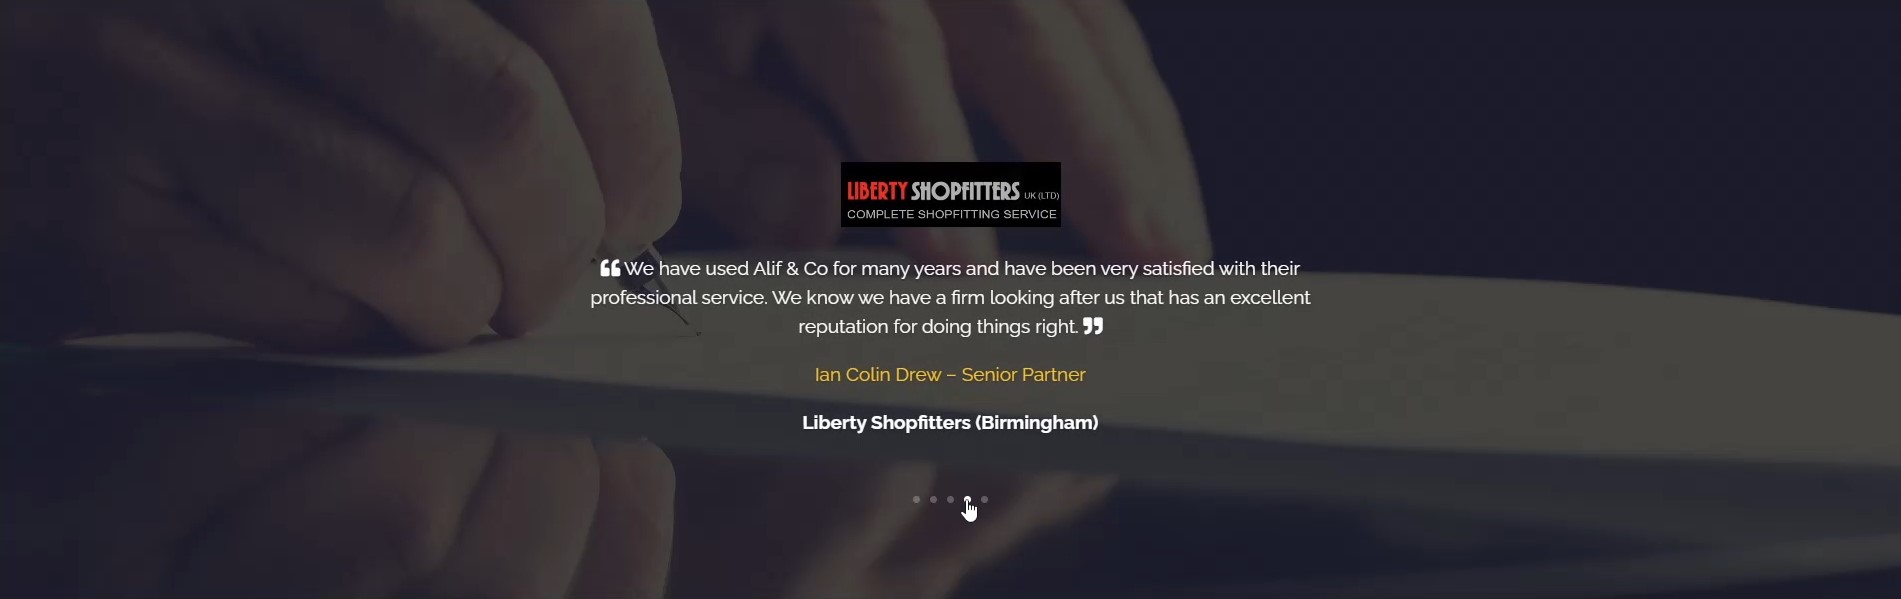 LIBERTY SHOPFITTERS UK (LTD)
COMPLETE SHOPFITTING SERVICE
“ We have used Alif & Co for many years and have been very satisfied with their
professional service. We know we have a firm looking after us that has an excellent
reputation for doing things right. ”
Ian Colin Drew – Senior Partner
Liberty Shopfitters (Birmingham)